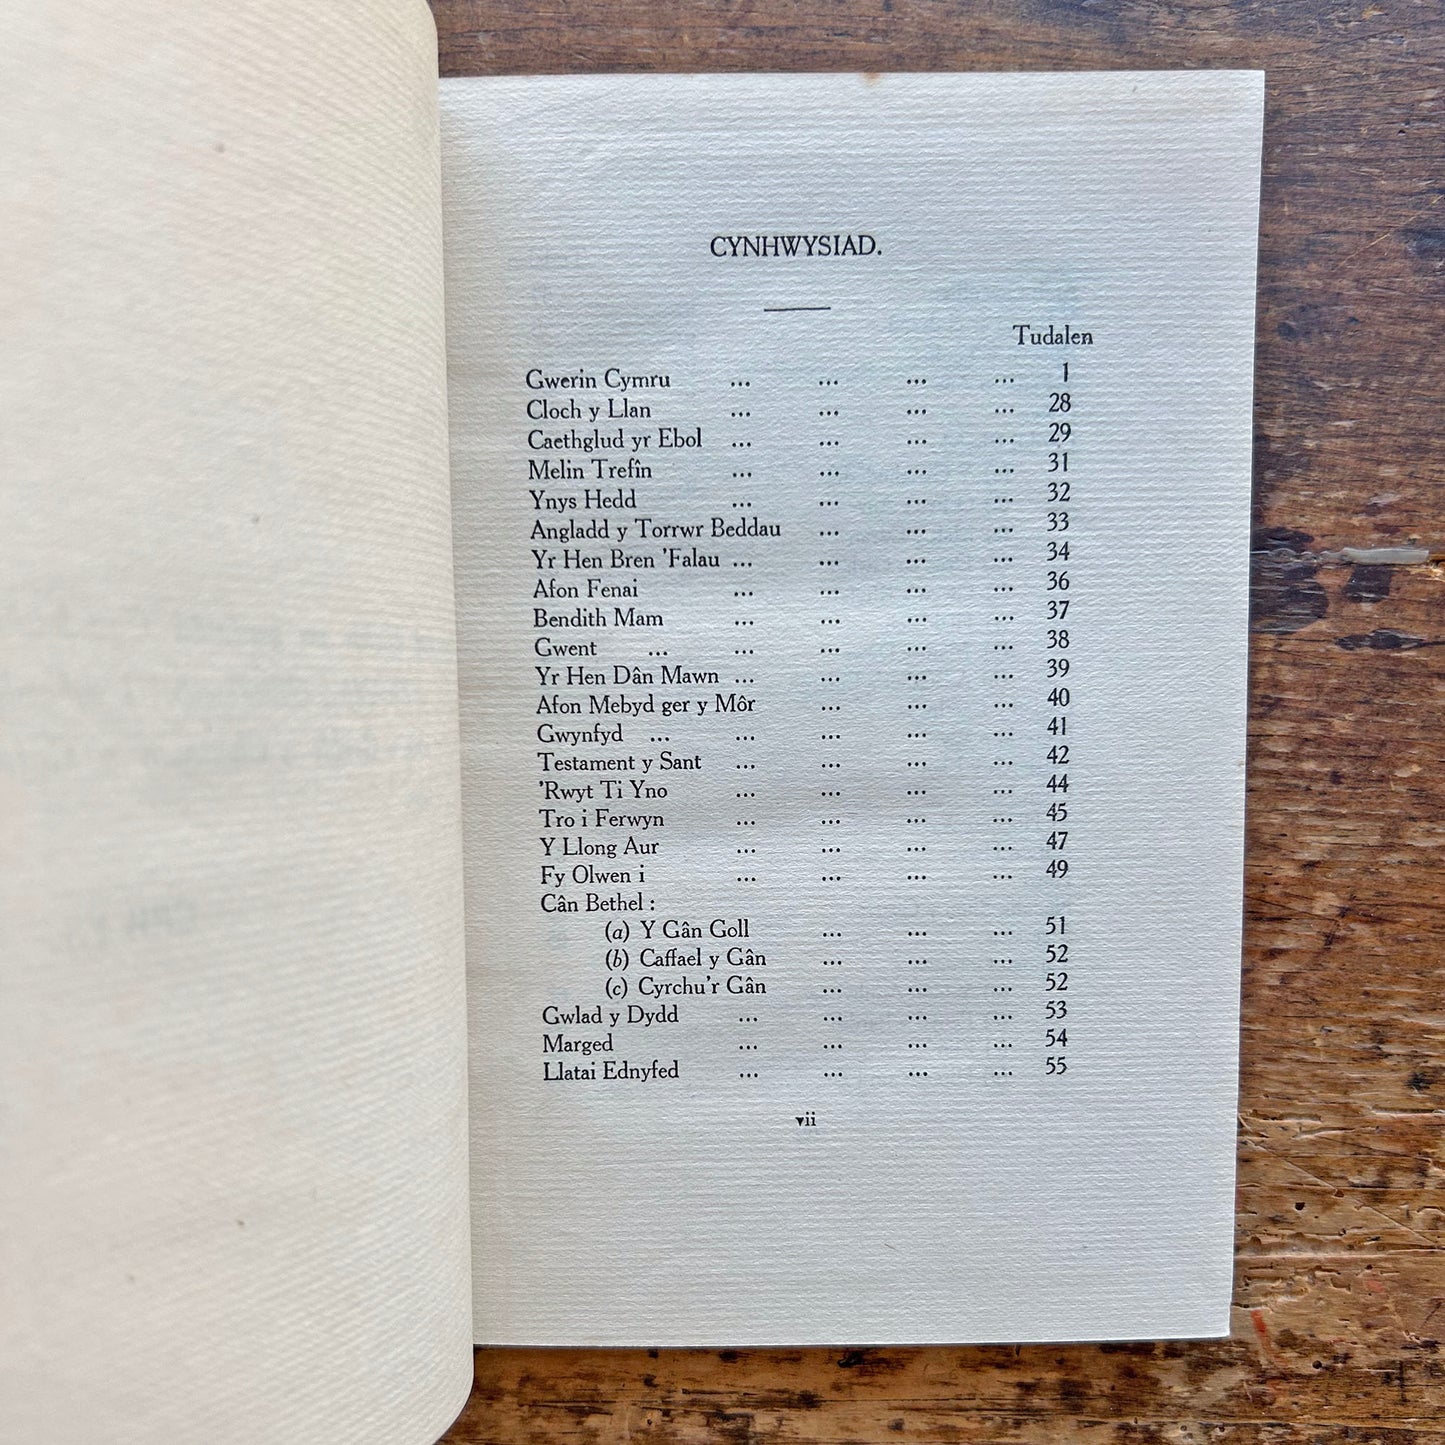 CYNHWYSIAD.
Tudalen
Gwerin Cymru ... ... ... ... 1
Cloch y Llan ... ... ... ... 28
Caethglud yr Ebol ... ... ... ... 29
Melin Trefîn ... ... ... ... 31
Ynys Hedd ... ... ... ... 32
Angladd y Torrwr Beddau ... ... ... 33
Yr Hen Bren 'Falau ... ... ... ... 34
Afon Fenai ... ... ... ... 36
Bendith Mam ... ... ... ... 37
Gwent ... ... ... ... ... 38
Yr Hen Dân Mawn ... ... ... ... 39
Afon Mebyd ger y Môr ... ... ... 40
Gwynfyd ... ... ... ... ... 41
Testament y Sant ... ... ... ... 42
'Rwyt Ti Yno ... ... ... ... 44
Tro i Ferwyn ... ... ... ... 45
Y Llong Aur ... ... ... ... 47
Fy Olwen i ... ... ... ... 49
Cân Bethel :
(a) Y Gân Goll ... ... ... 51
(b) Caffael y Gân ... ... ... 52
(c) Cyrchu'r Gân ... ... ... 52
Gwlad y Dydd ... ... ... ... 53
Marged ... ... ... ... 54
Llatai Ednyfed ... ... ... ... 55
vii